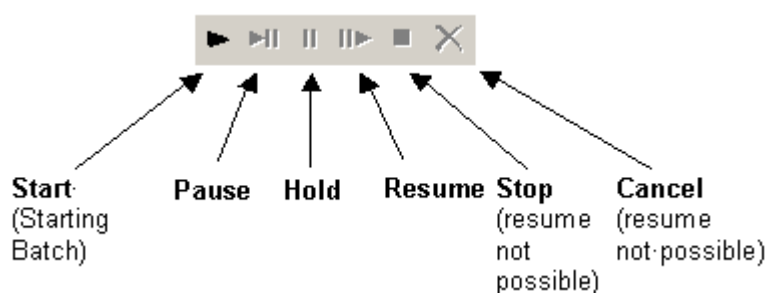 Start
(Starting
Batch)
Pause
Hold
Resume
Stop
(resume
not
possible)
Cancel
(resume
not·possible)